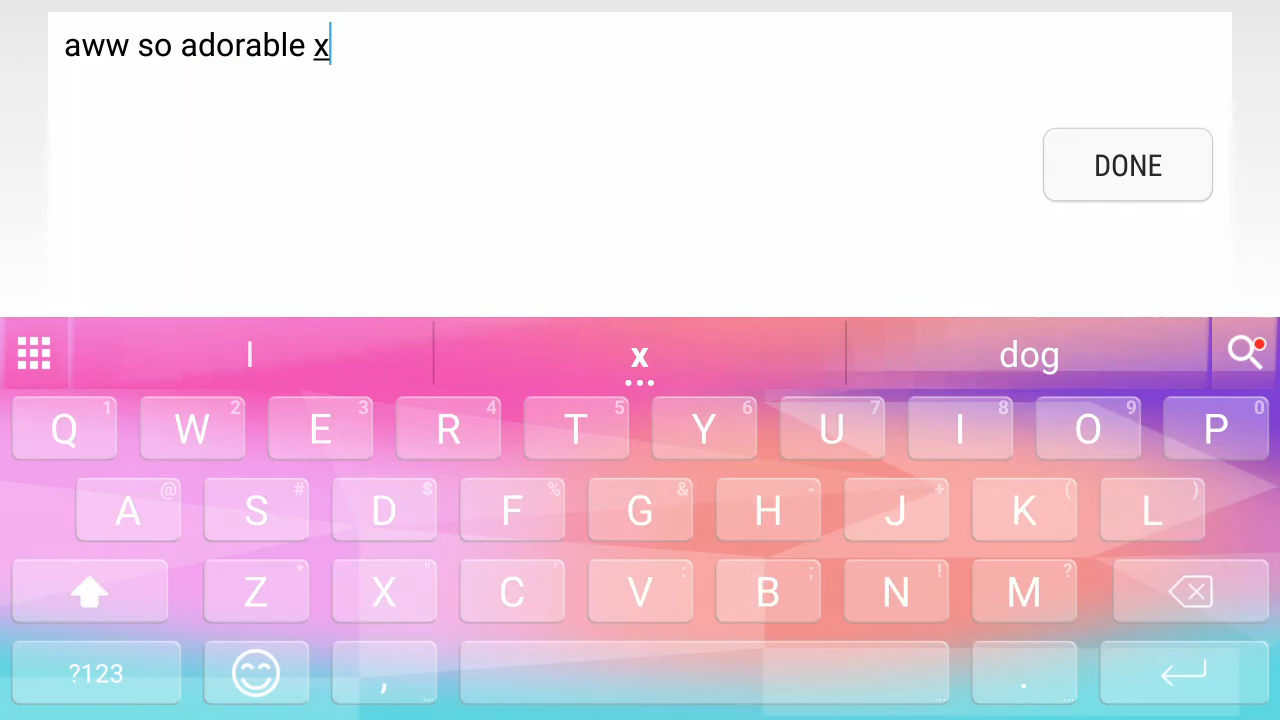 aww so adorable x
DONE
l x dog
Q 1 W 2 E 3 R 4 T 5 Y 6 U 7 I 8 O 9 P 0
A @ S # D $ F % G & H - J + K ( L )
Z * X " C ' V : B ; N ! M ?
?123 , ... ... . ...